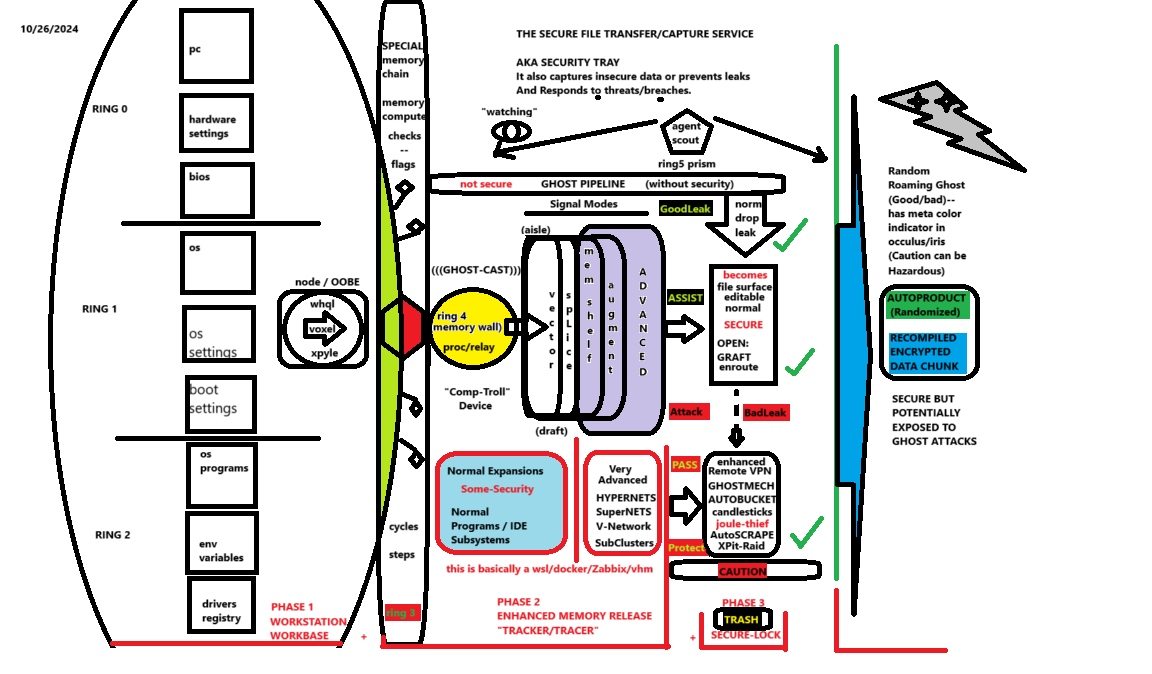 10/26/2024
pc
RING 0
hardware
settings
bios
os
RING 1
os
settings
boot
settings
os
programs
RING 2
env
variables
drivers
registry
node / OOBE
whql
voxel
xpyle
PHASE 1
WORKSTATION
WORKBASE
+
SPECIAL
memory
chain
memory
compute
checks
--
flags
cycles
steps
ring 3
THE SECURE FILE TRANSFER/CAPTURE SERVICE
AKA SECURITY TRAY
It also captures insecure data or prevents leaks
And Responds to threats/breaches.
"watching"
agent
scout
ring5 prism
not secure GHOST PIPELINE (without security)
Signal Modes
GoodLeak
norm
drop
leak
(aisle)
(((GHOST-CAST)))
ring 4
memory wall)
proc/relay
"Comp-Troll"
Device
vector
spLice
mem shelf
augment
ADVANCED
(draft)
ASSIST
becomes
file surface
editable
normal
SECURE
OPEN:
GRAFT
enroute
Attack
BadLeak
Normal Expansions
Some-Security
Normal
Programs / IDE
Subsystems
Very
Advanced
HYPERNETS
SuperNETS
V-Network
SubClusters
this is basically a wsl/docker/Zabbix/vhm
PASS
Protect
enhanced
Remote VPN
GHOSTMECH
AUTOBUCKET
candlesticks
joule-thief
AutoSCRAPE
XPit-Raid
CAUTION
PHASE 2
ENHANCED MEMORY RELEASE
"TRACKER/TRACER"
PHASE 3
TRASH
+
SECURE-LOCK
Random
Roaming Ghost
(Good/bad)--
has meta color
indicator in
occulus/iris
(Caution can be
Hazardous)
AUTOPRODUCT
(Randomized)
RECOMPILED
ENCRYPTED
DATA CHUNK
SECURE BUT
POTENTIALLY
EXPOSED TO
GHOST ATTACKS